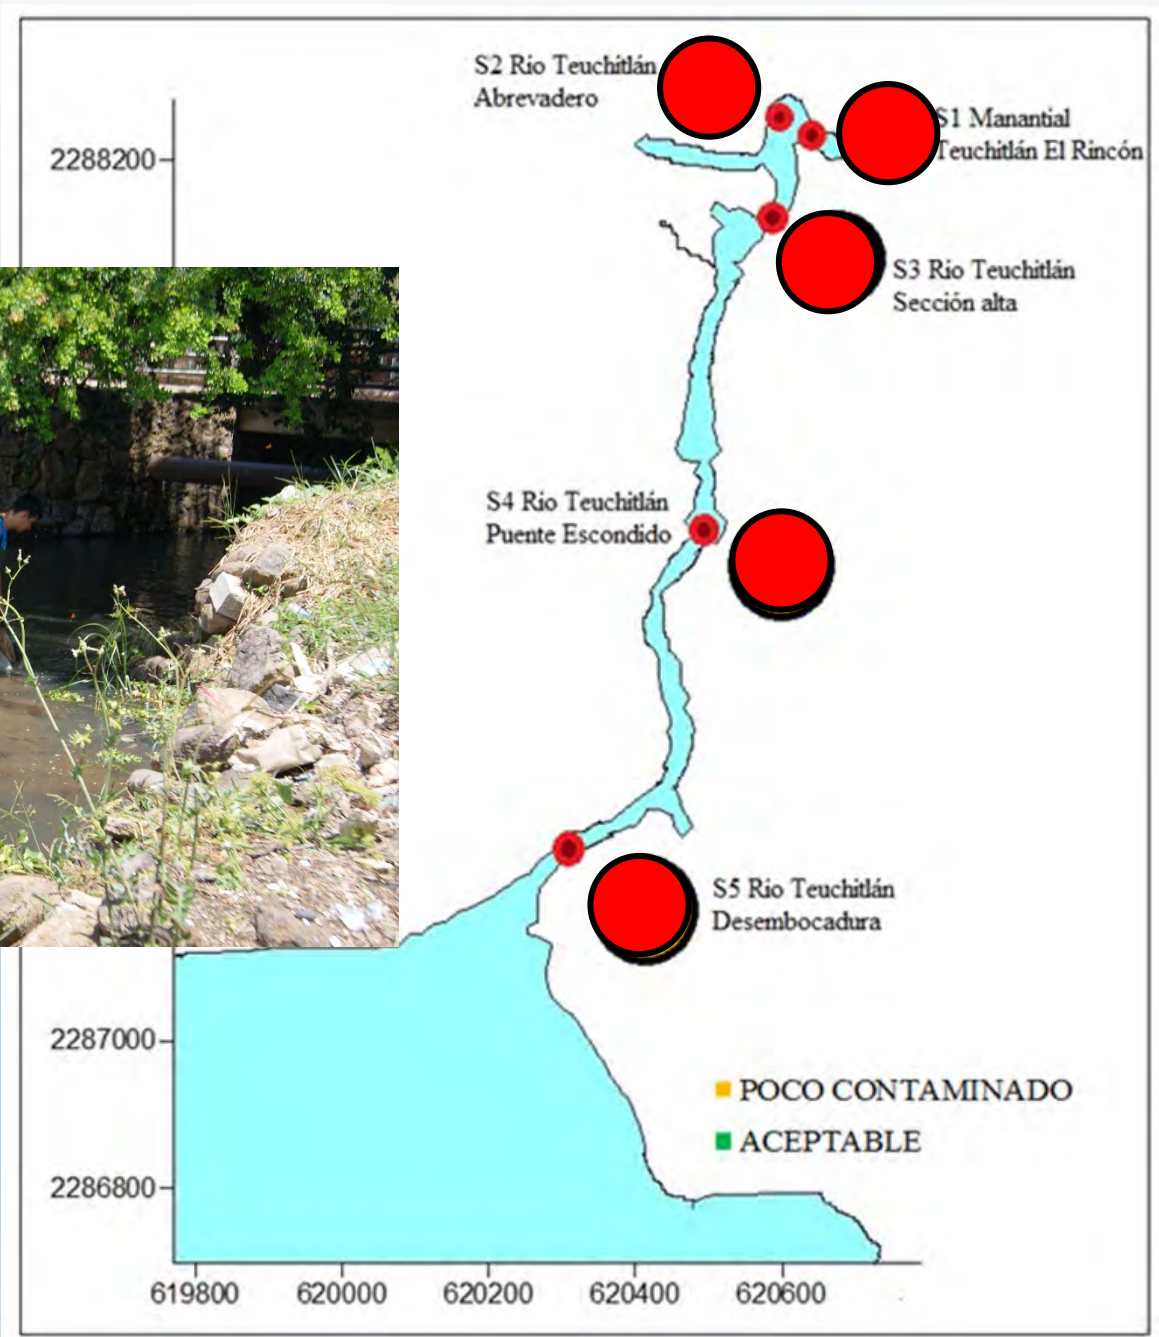 S2 Rio Teuchitlán
Abrevadero
S1 Manantial
Teuchitlán El Rincón
2288200
S3 Rio Teuchitlán
Sección alta
S4 Rio Teuchitlán
Puente Escondido
S5 Rio Teuchitlán
Desembocadura
2287000
POCO CONTAMINADO
ACEPTABLE
2286800
619800 620000 620200 620400 620600